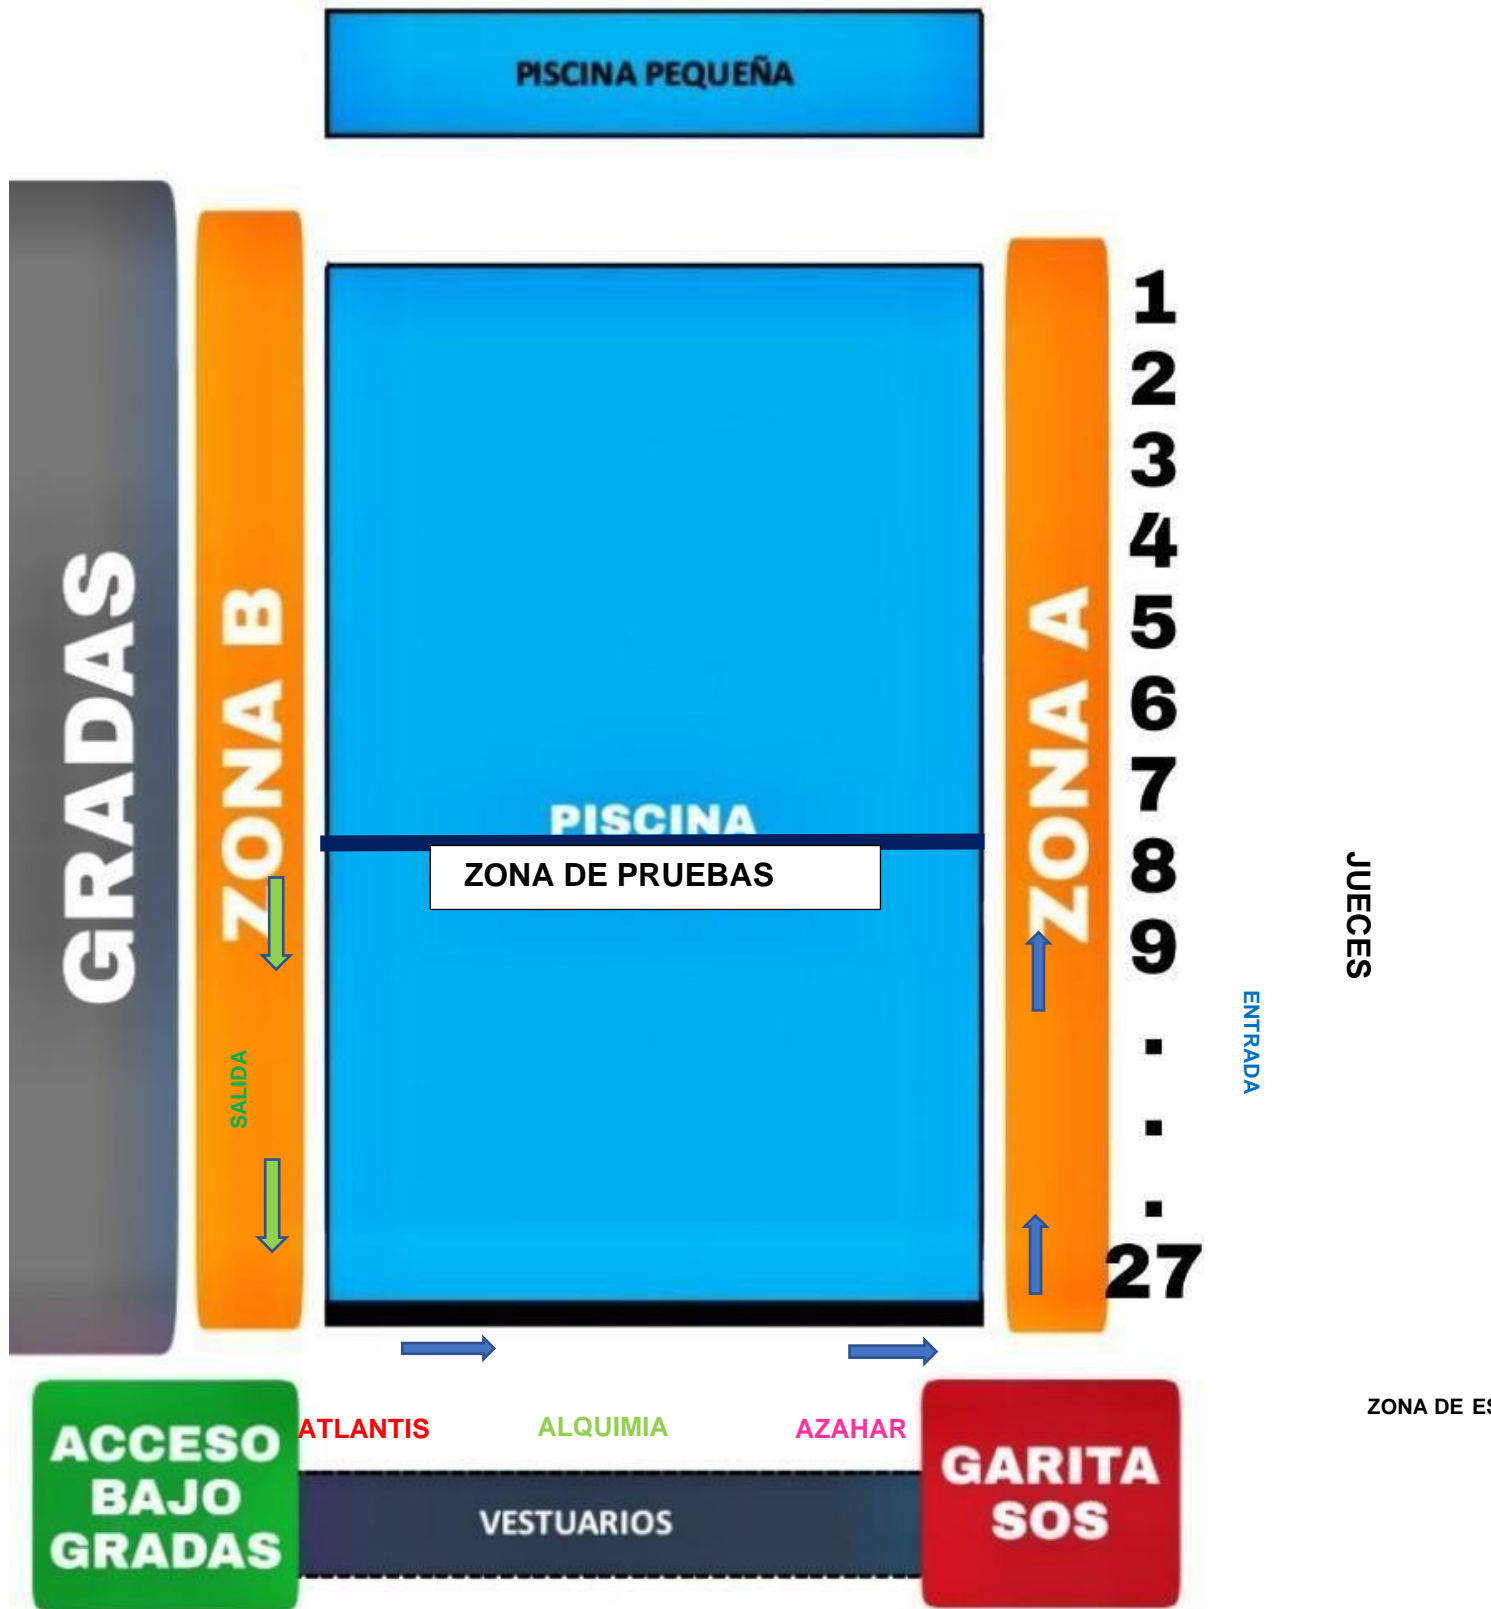 PISCINA PEQUEÑA
GRADAS
ZONA B
SALIDA
PISCINA
ZONA DE PRUEBAS
ZONA A
1
2
3
4
5
6
7
8
9
.
.
.
27
ENTRADA
JUECES
ATLANTIS
ALQUIMIA
AZAHAR
ZONA DE ES
ACCESO
BAJO
GRADAS
VESTUARIOS
GARITA
SOS